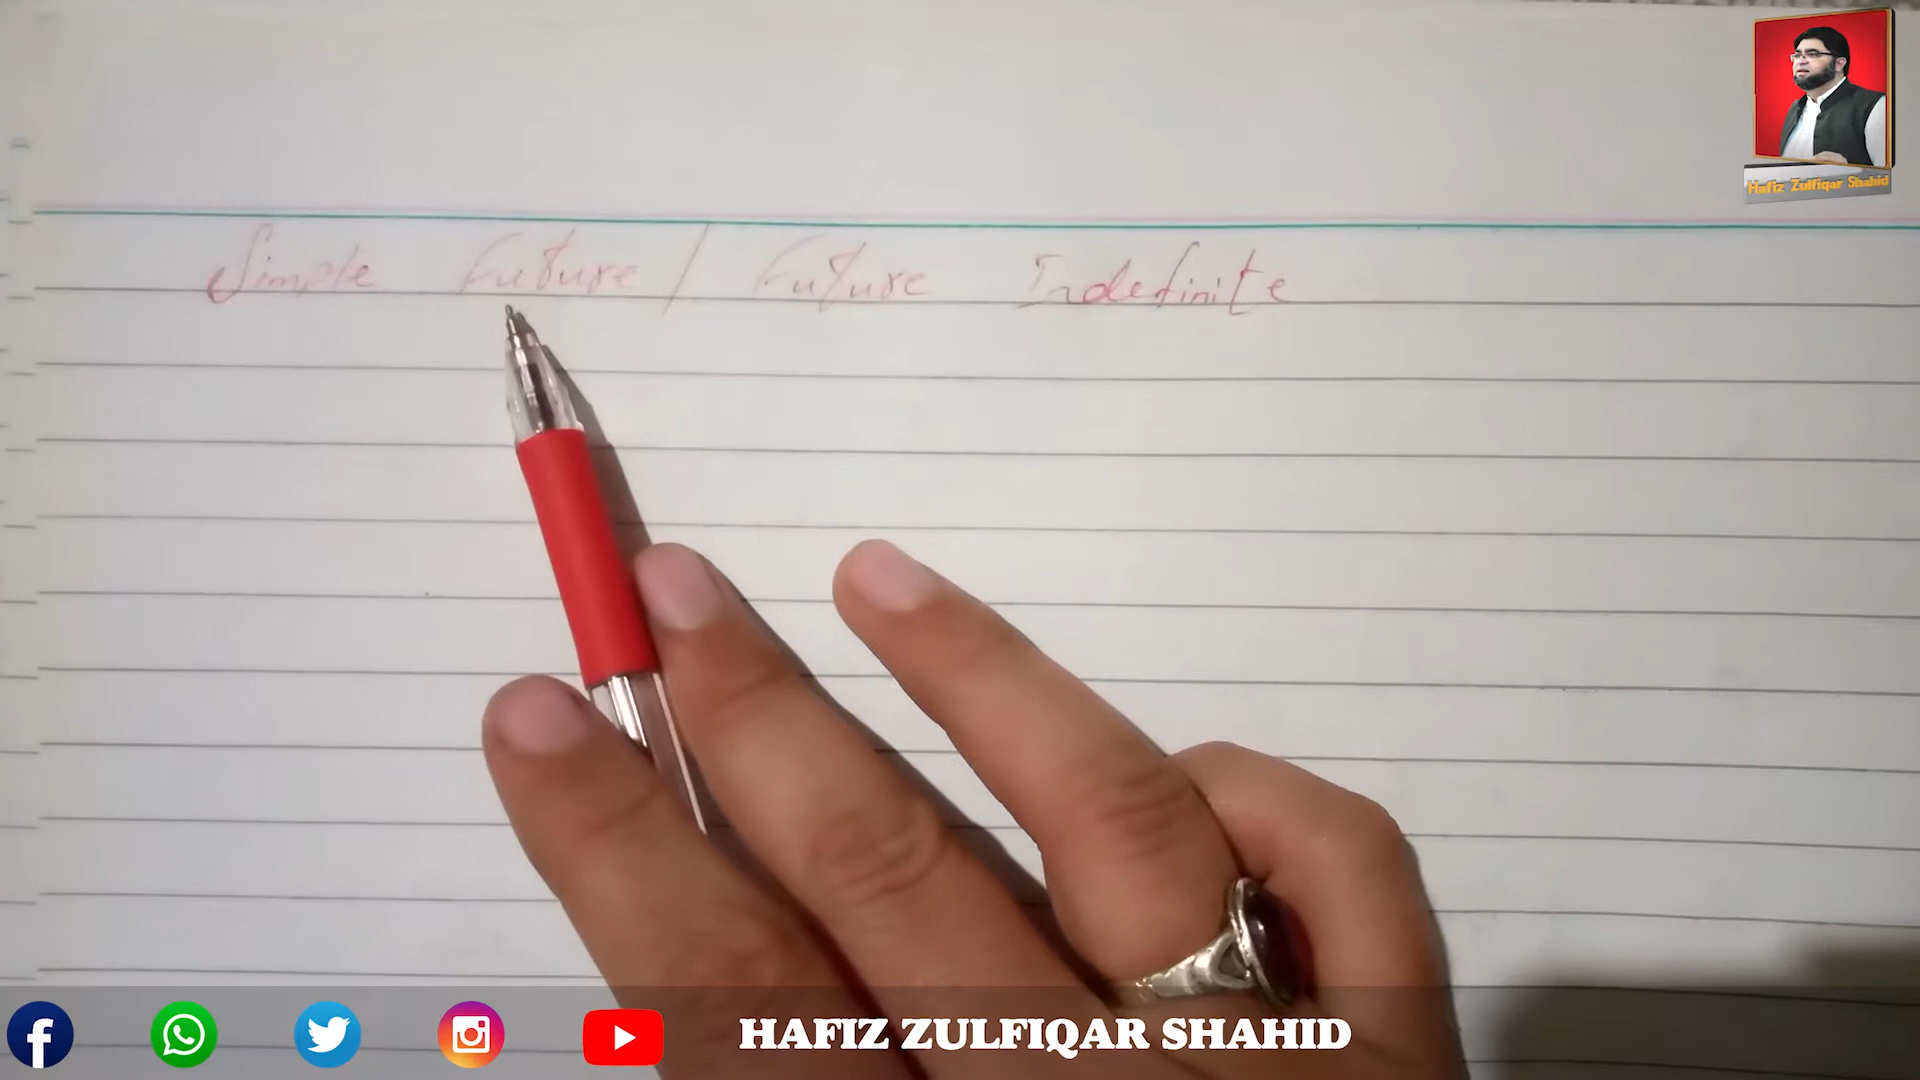 Hafiz Zulfiqar Shahid
Simple Future / Future Indefinite
HAFIZ ZULFIQAR SHAHID